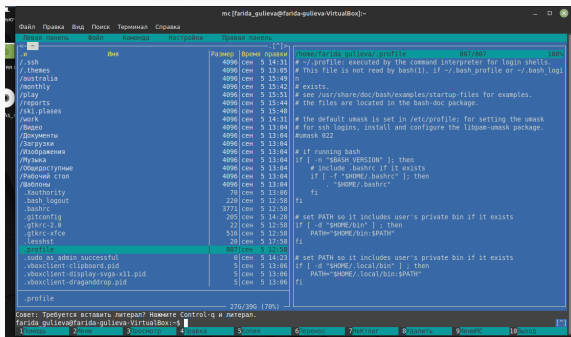 mc [farida_gulieva@farida-gulieva-VirtualBox]:~
Файл Правка Вид Поиск Терминал Справка
Левая панель Файл Команда Настройки Правая панель
.и Имя Размер Время правки
/home/farida_gulieva/.profile 807/807 100%
/.ssh 4096 сен 5 14:31
/.themes 4096 сен 5 13:05
/australia 4096 сен 5 15:49
/monthly 4096 сен 5 15:42
/play 4096 сен 5 15:51
/reports 4096 сен 5 15:44
/ski.plases 4096 сен 5 15:48
/work 4096 сен 5 14:31
/Видео 4096 сен 5 13:04
/Документы 4096 сен 5 13:04
/Загрузки 4096 сен 5 13:04
/Изображения 4096 сен 5 13:04
/Музыка 4096 сен 5 13:04
/Общедоступные 4096 сен 5 13:04
/Рабочий стол 4096 сен 5 13:04
/Шаблоны 4096 сен 5 13:04
.Xauthority 70 сен 5 13:06
.bash_logout 220 сен 5 12:58
.bashrc 3771 сен 5 12:58
.gitconfig 205 сен 5 14:28
.gtkrc-2.0 22 сен 5 12:58
.gtkrc-xfce 510 сен 5 12:58
.lesshst 20 сен 5 17:50
.profile 807 сен 5 12:58
.sudo_as_admin_successful 0 сен 5 14:23
.vboxclient-clipboard.pid 5 сен 5 13:06
.vboxclient-display-svga-x11.pid 5 сен 5 13:06
.vboxclient-draganddrop.pid 5 сен 5 13:06
.profile
27G/39G (70%)
# ~/.profile: executed by the command interpreter for login shells.
# This file is not read by bash(1), if ~/.bash_profile or ~/.bash_logi
n
# exists.
# see /usr/share/doc/bash/examples/startup-files for examples.
# the files are located in the bash-doc package.
# the default umask is set in /etc/profile; for setting the umask
# for ssh logins, install and configure the libpam-umask package.
#umask 022
# if running bash
if [ -n "$BASH_VERSION" ]; then
# include .bashrc if it exists
if [ -f "$HOME/.bashrc" ]; then
. "$HOME/.bashrc"
fi
fi
# set PATH so it includes user's private bin if it exists
if [ -d "$HOME/bin" ] ; then
PATH="$HOME/bin:$PATH"
fi
# set PATH so it includes user's private bin if it exists
if [ -d "$HOME/.local/bin" ] ; then
PATH="$HOME/.local/bin:$PATH"
fi
Совет: Требуется вставить литерал? Нажмите Control-q и литерал.
farida_gulieva@farida-gulieva-VirtualBox:~$ [^]
1Помощь 2Меню 3Просмотр 4Правка 5Копия 6Перенос 7НвКтлог 8Удалить 9МенюMC 10Выход